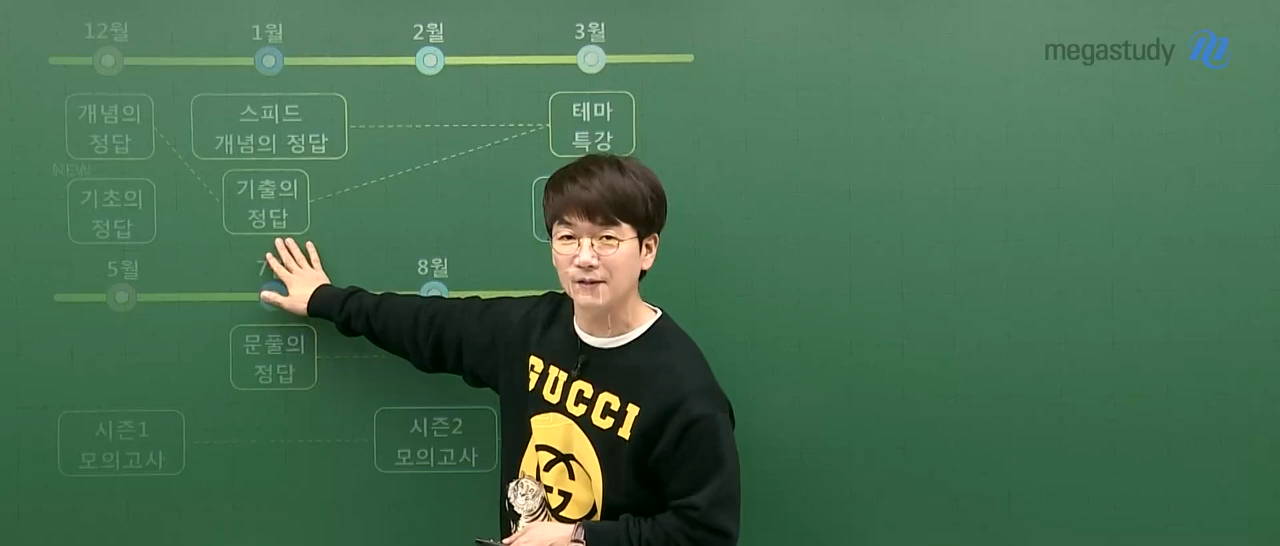 12월
1월
2월
3월
megastudy
개념의
정답
스피드
개념의 정답
테마
특강
NEW
기초의
정답
기출의
정답
5월
7
8월
문풀의
정답
시즌1
모의고사
시즌2
모의고사
GUCCI